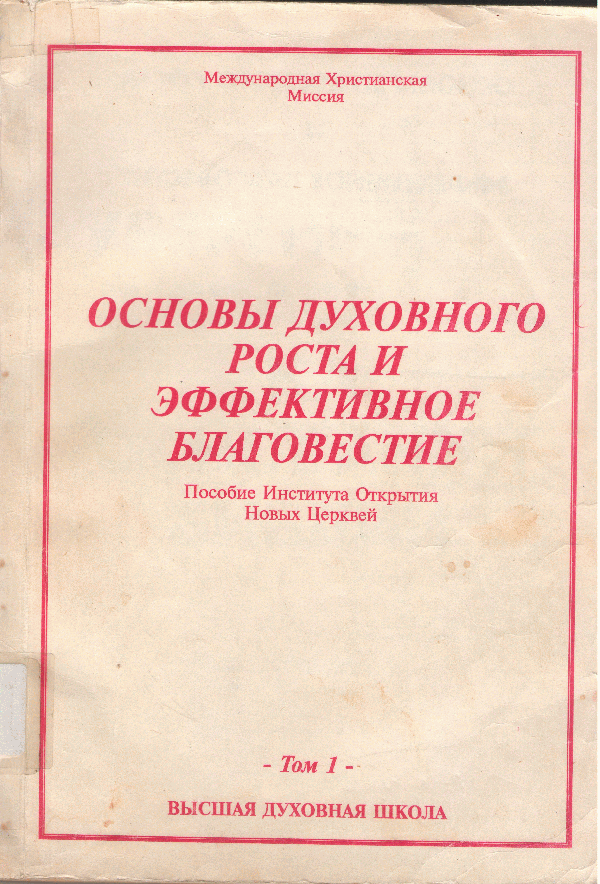 Международная Христианская
Миссия
ОСНОВЫ ДУХОВНОГО
РОСТА И
ЭФФЕКТИВНОЕ
БЛАГОВЕСТИЕ
Пособие Института Открытия
Новых Церквей
- Том 1 -
ВЫСШАЯ ДУХОВНАЯ ШКОЛА